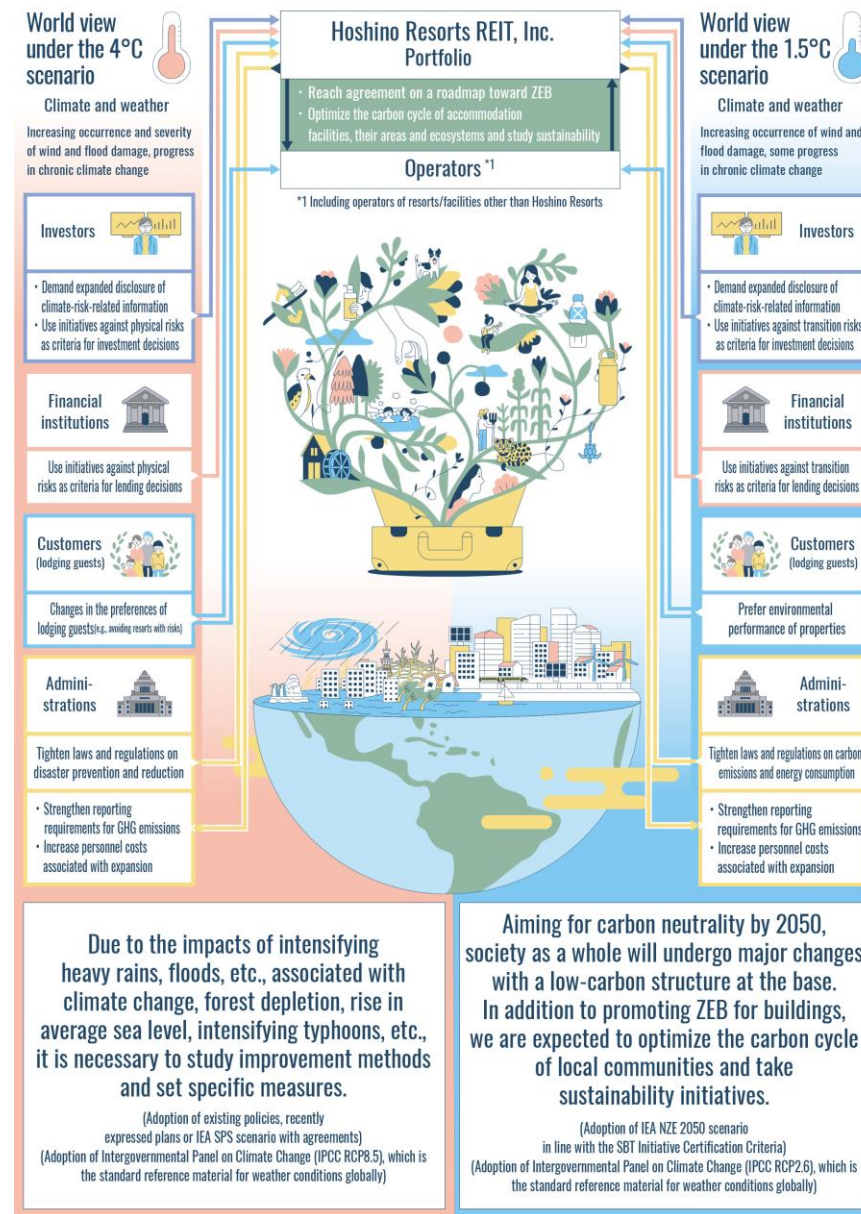 World view
under the 4°C
scenario
Climate and weather
Increasing occurrence and severity
of wind and flood damage, progress
in chronic climate change
Investors
• Demand expanded disclosure of
climate-risk-related information
• Use initiatives against physical risks
as criteria for investment decisions
Financial
institutions
Use initiatives against physical
risks as criteria for lending decisions
Customers
(lodging guests)
Changes in the preferences of
lodging guests(e.g., avoiding resorts with risks)
Admini-
strations
Tighten laws and regulations on
disaster prevention and reduction
• Strengthen reporting
requirements for GHG emissions
• Increase personnel costs
associated with expansion
Hoshino Resorts REIT, Inc.
Portfolio
• Reach agreement on a roadmap toward ZEB
• Optimize the carbon cycle of accommodation
facilities, their areas and ecosystems and study sustainability
Operators *1
*1 Including operators of resorts/facilities other than Hoshino Resorts
World view
under the 1.5°C
scenario
Climate and weather
Increasing occurrence of wind and
flood damage, some progress
in chronic climate change
Investors
• Demand expanded disclosure of
climate-risk-related information
• Use initiatives against transition risks
as criteria for investment decisions
Financial
institutions
Use initiatives against transition
risks as criteria for lending decisions
Customers
(lodging guests)
Prefer environmental
performance of properties
Admini-
strations
Tighten laws and regulations on carbon
emissions and energy consumption
• Strengthen reporting
requirements for GHG emissions
• Increase personnel costs
associated with expansion
Due to the impacts of intensifying
heavy rains, floods, etc., associated with
climate change, forest depletion, rise in
average sea level, intensifying typhoons, etc.,
it is necessary to study improvement methods
and set specific measures.
(Adoption of existing policies, recently
expressed plans or IEA SPS scenario with agreements)
(Adoption of Intergovernmental Panel on Climate Change (IPCC RCP8.5), which is
the standard reference material for weather conditions globally)
Aiming for carbon neutrality by 2050,
society as a whole will undergo major changes
with a low-carbon structure at the base.
In addition to promoting ZEB for buildings,
we are expected to optimize the carbon cycle
of local communities and take
sustainability initiatives.
(Adoption of IEA NZE 2050 scenario
in line with the SBT Initiative Certification Criteria)
(Adoption of Intergovernmental Panel on Climate Change (IPCC RCP2.6), which is
the standard reference material for weather conditions globally)